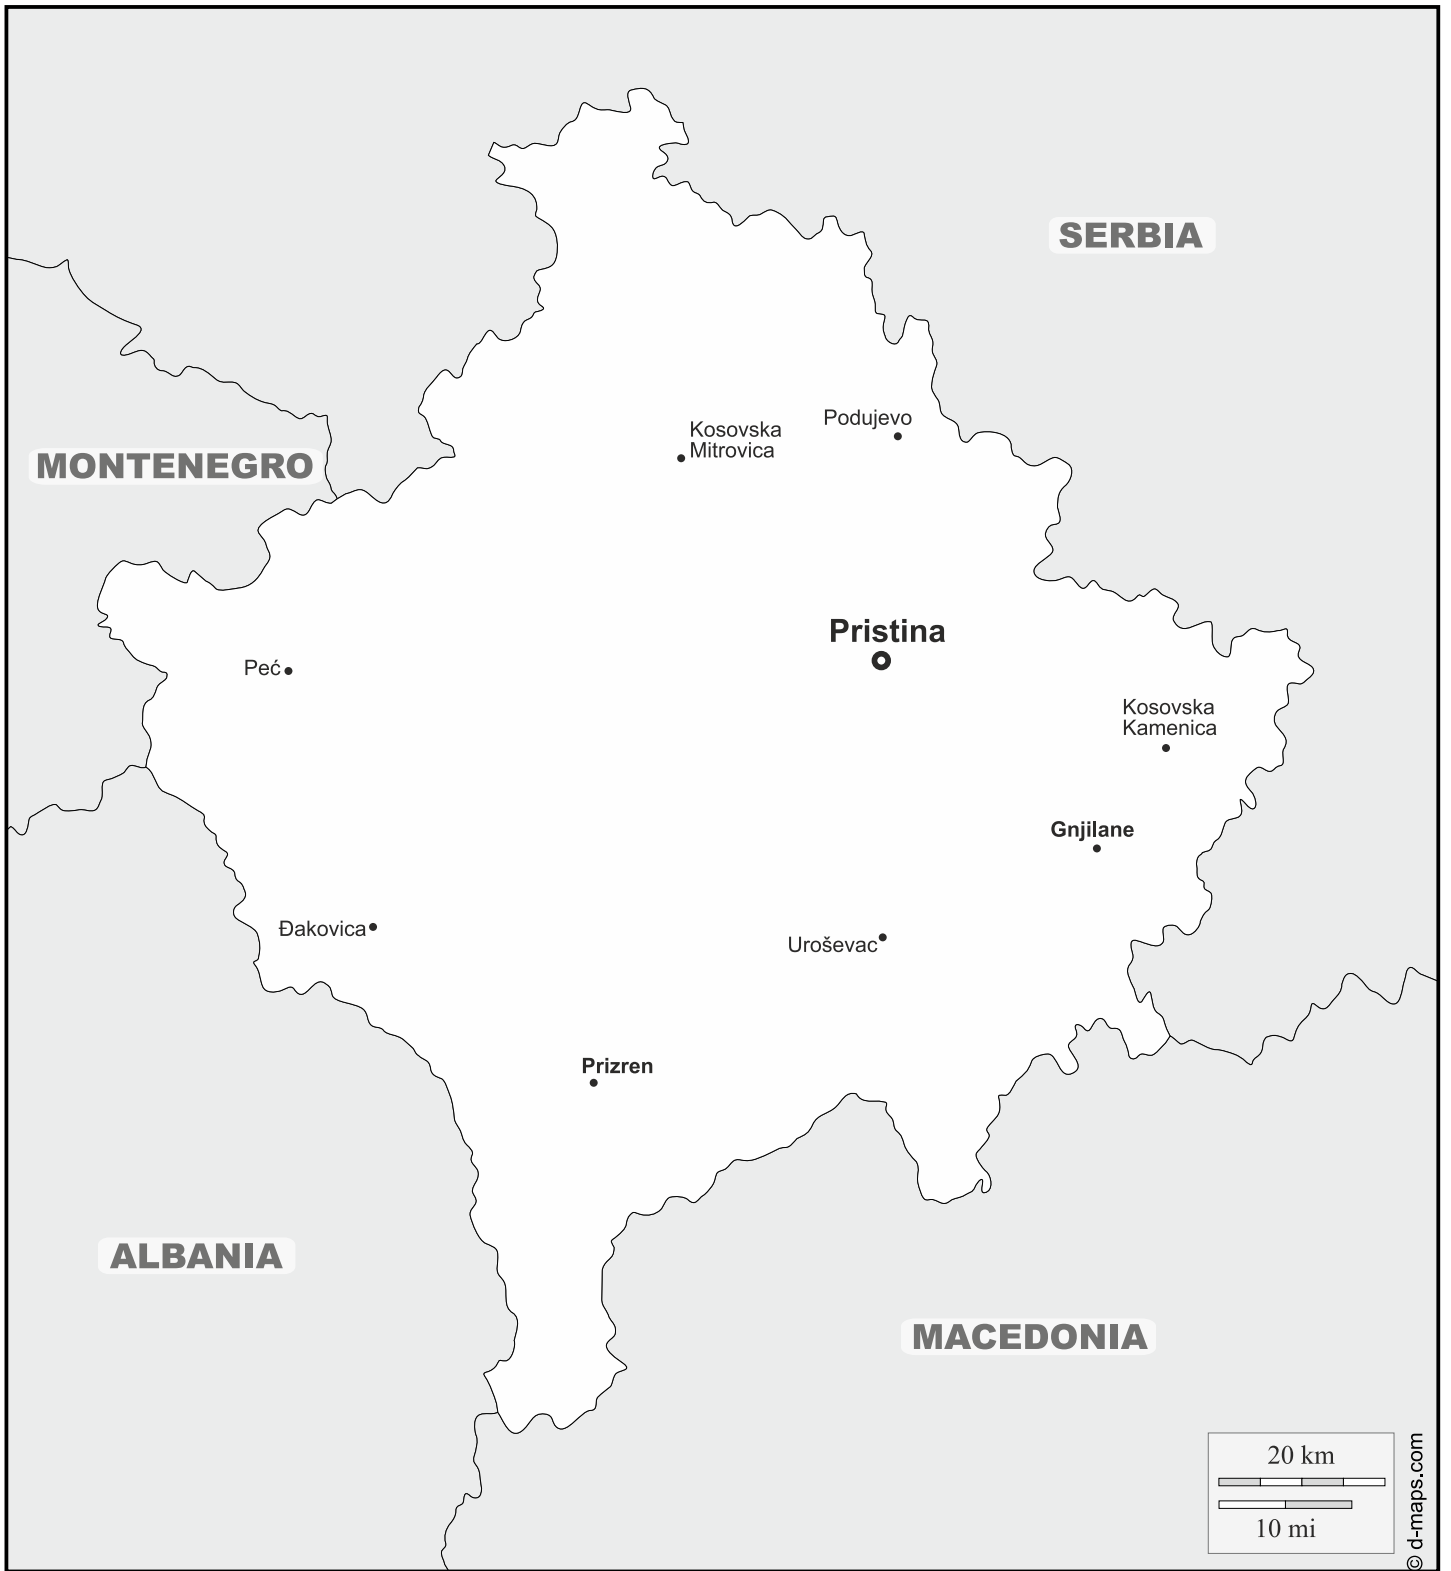 SERBIA
Podujevo
Kosovska
Mitrovica
MONTENEGRO
Pristina
Peć
Kosovska
Kamenica
Gnjilane
Đakovica
Uroševac
Prizren
ALBANIA
MACEDONIA
20 km
10 mi
© d-maps.com